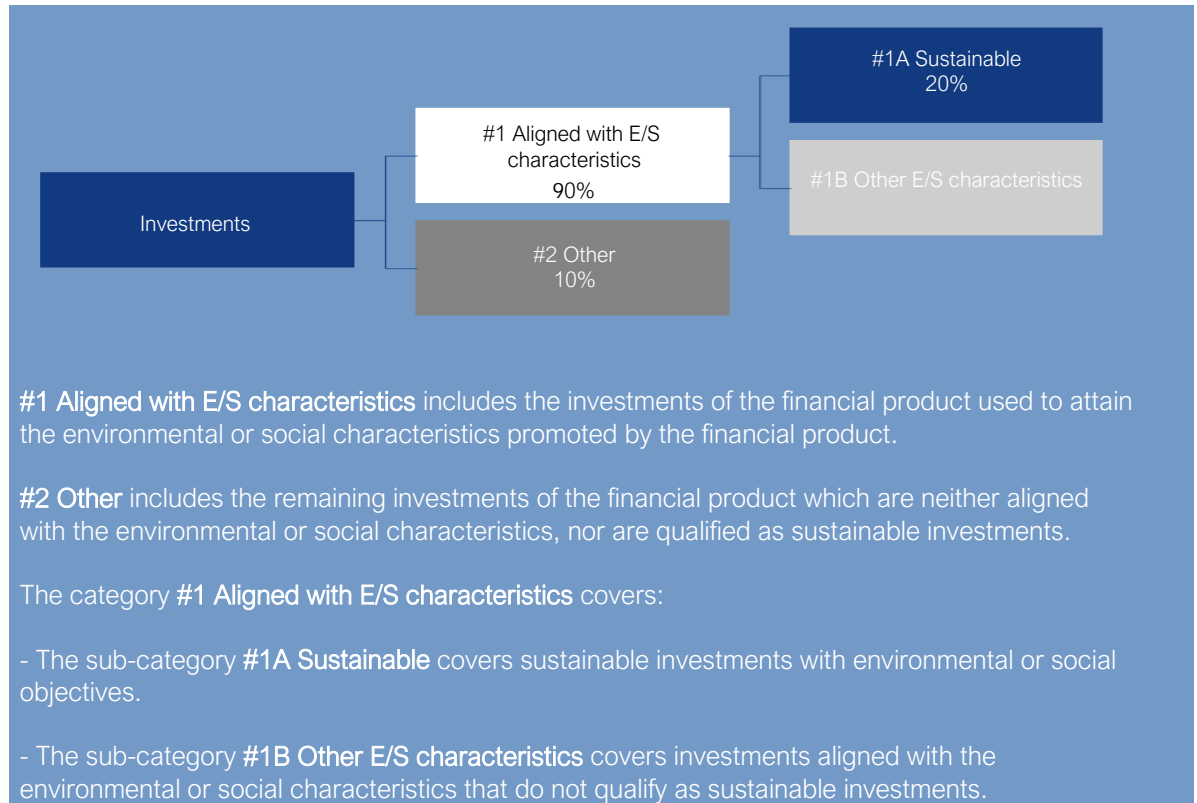 #1A Sustainable
20%
#1 Aligned with E/S
characteristics
90%
#1B Other E/S characteristics
Investments
#2 Other
10%
#1 Aligned with E/S characteristics includes the investments of the financial product used to attain
the environmental or social characteristics promoted by the financial product.
#2 Other includes the remaining investments of the financial product which are neither aligned
with the environmental or social characteristics, nor are qualified as sustainable investments.
The category #1 Aligned with E/S characteristics covers:
- The sub-category #1A Sustainable covers sustainable investments with environmental or social
objectives.
- The sub-category #1B Other E/S characteristics covers investments aligned with the
environmental or social characteristics that do not qualify as sustainable investments.